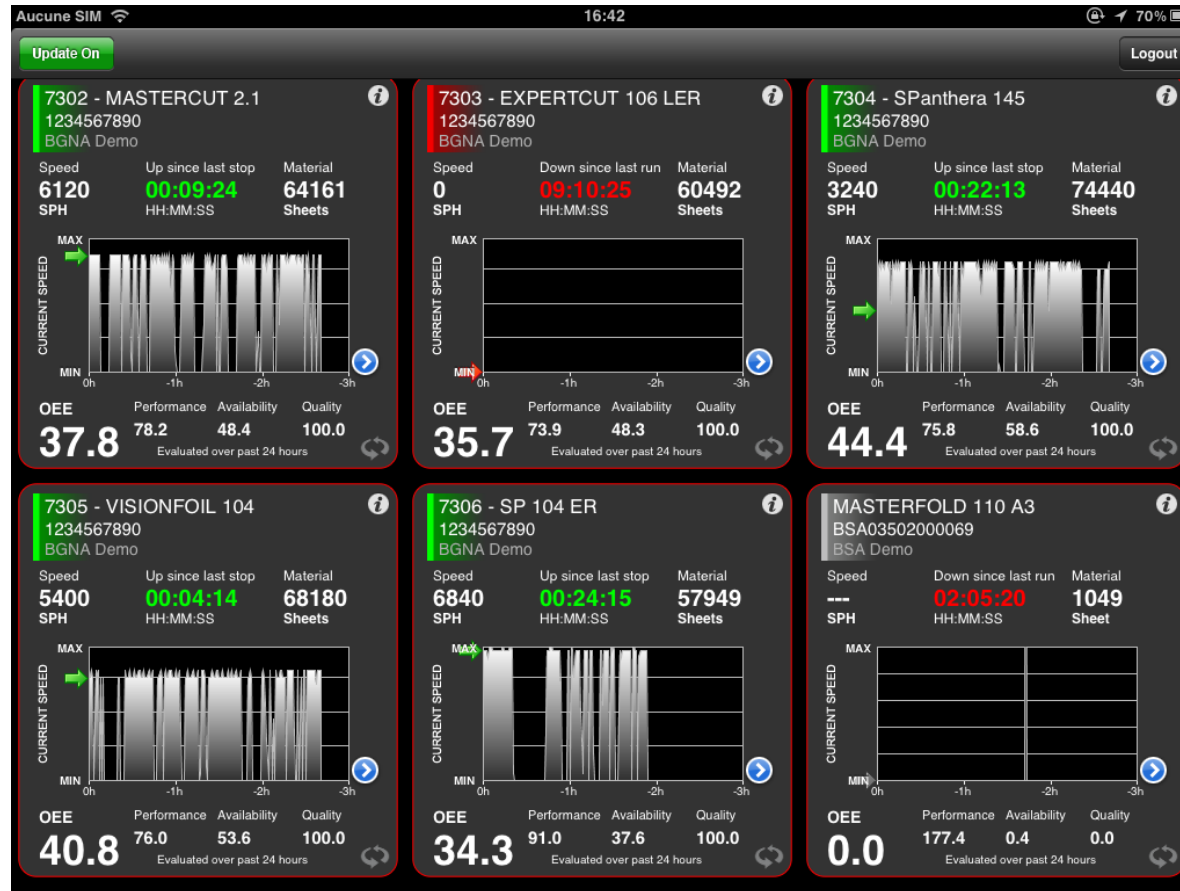 Aucune SIM 16:42 70%
Update On Logout
7302 - MASTERCUT 2.1
1234567890
BGNA Demo
Speed Up since last stop Material
6120 00:09:24 64161
SPH HH:MM:SS Sheets
MAX
CURRENT SPEED
MIN
0h -1h -2h -3h
OEE Performance Availability Quality
37.8 78.2 48.4 100.0
Evaluated over past 24 hours
7303 - EXPERTCUT 106 LER
1234567890
BGNA Demo
Speed Down since last run Material
0 09:10:25 60492
SPH HH:MM:SS Sheets
MAX
CURRENT SPEED
MIN
0h -1h -2h -3h
OEE Performance Availability Quality
35.7 73.9 48.3 100.0
Evaluated over past 24 hours
7304 - SPanthera 145
1234567890
BGNA Demo
Speed Up since last stop Material
3240 00:22:13 74440
SPH HH:MM:SS Sheets
MAX
CURRENT SPEED
MIN
0h -1h -2h -3h
OEE Performance Availability Quality
44.4 75.8 58.6 100.0
Evaluated over past 24 hours
7305 - VISIONFOIL 104
1234567890
BGNA Demo
Speed Up since last stop Material
5400 00:04:14 68180
SPH HH:MM:SS Sheets
MAX
CURRENT SPEED
MIN
0h -1h -2h -3h
OEE Performance Availability Quality
40.8 76.0 53.6 100.0
Evaluated over past 24 hours
7306 - SP 104 ER
1234567890
BGNA Demo
Speed Up since last stop Material
6840 00:24:15 57949
SPH HH:MM:SS Sheets
MAX
CURRENT SPEED
MIN
0h -1h -2h -3h
OEE Performance Availability Quality
34.3 91.0 37.6 100.0
Evaluated over past 24 hours
MASTERFOLD 110 A3
BSA03502000069
BSA Demo
Speed Down since last run Material
--- 02:05:20 1049
SPH HH:MM:SS Sheet
MAX
CURRENT SPEED
MIN
0h -1h -2h -3h
OEE Performance Availability Quality
0.0 177.4 0.4 0.0
Evaluated over past 24 hours